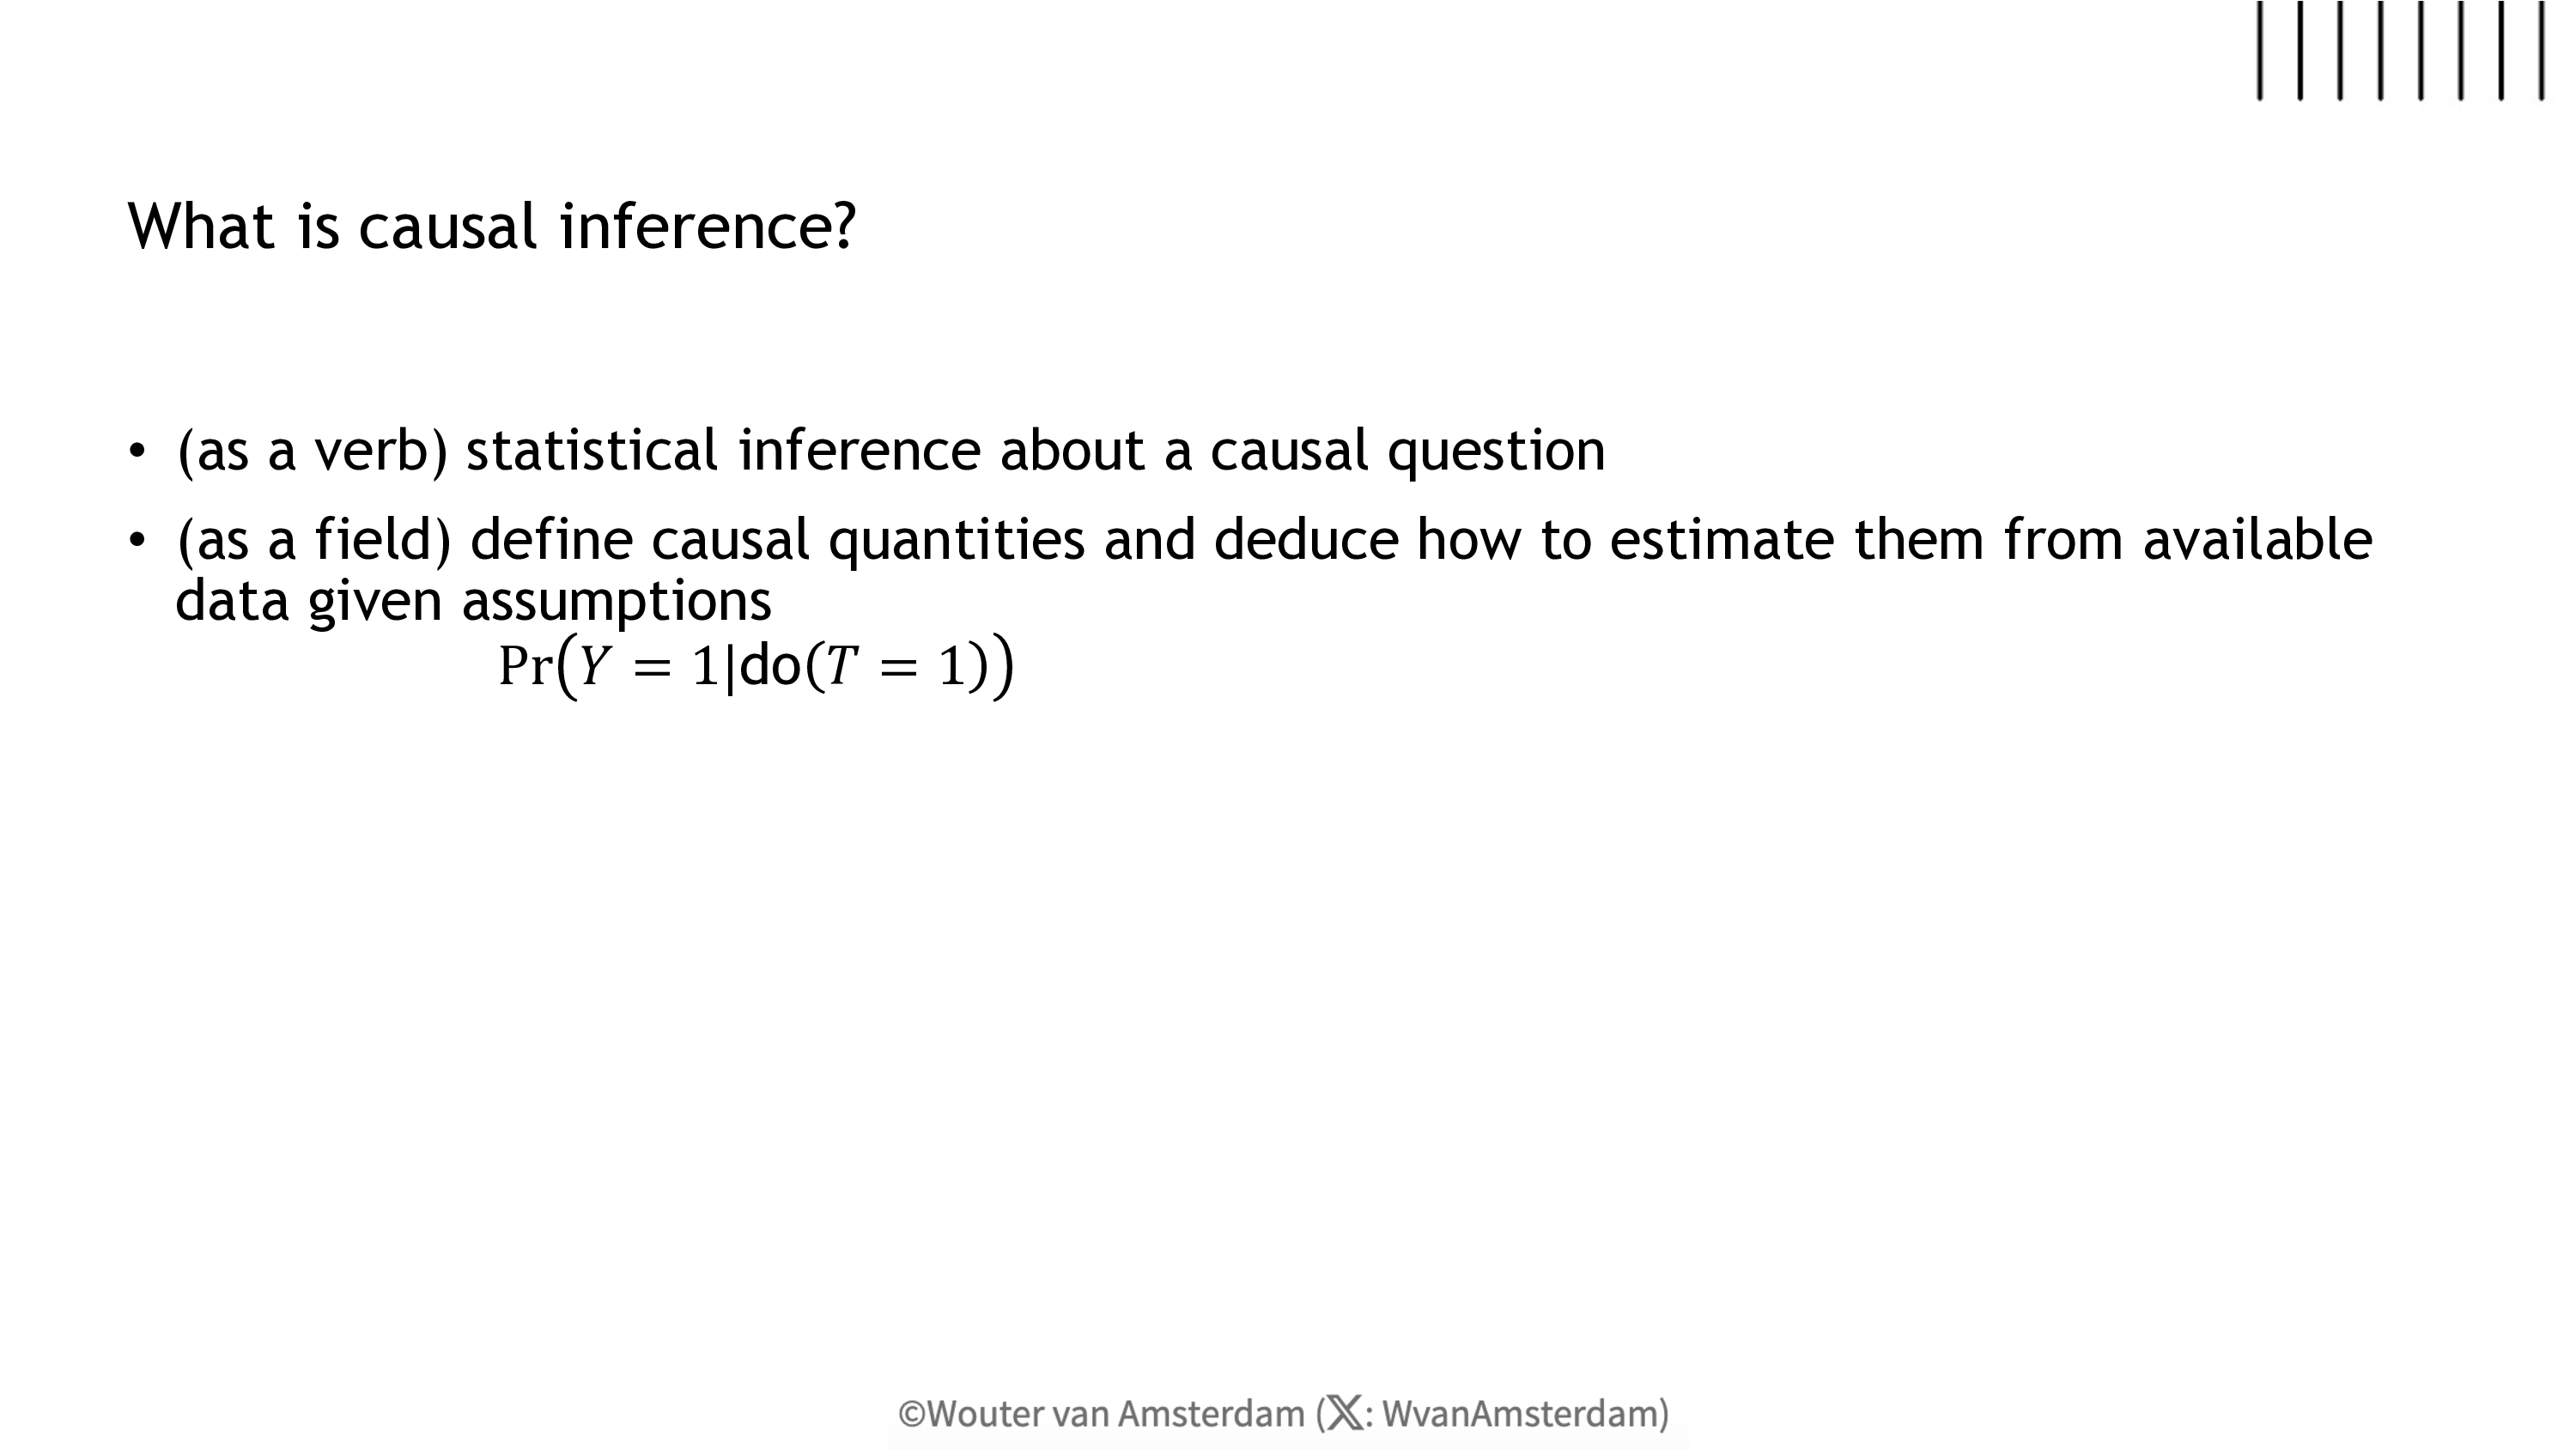 What is causal inference?
• (as a verb) statistical inference about a causal question
• (as a field) define causal quantities and deduce how to estimate them from available
data given assumptions
Pr(Y = 1|do(T = 1))
©Wouter van Amsterdam (𝕏: WvanAmsterdam)